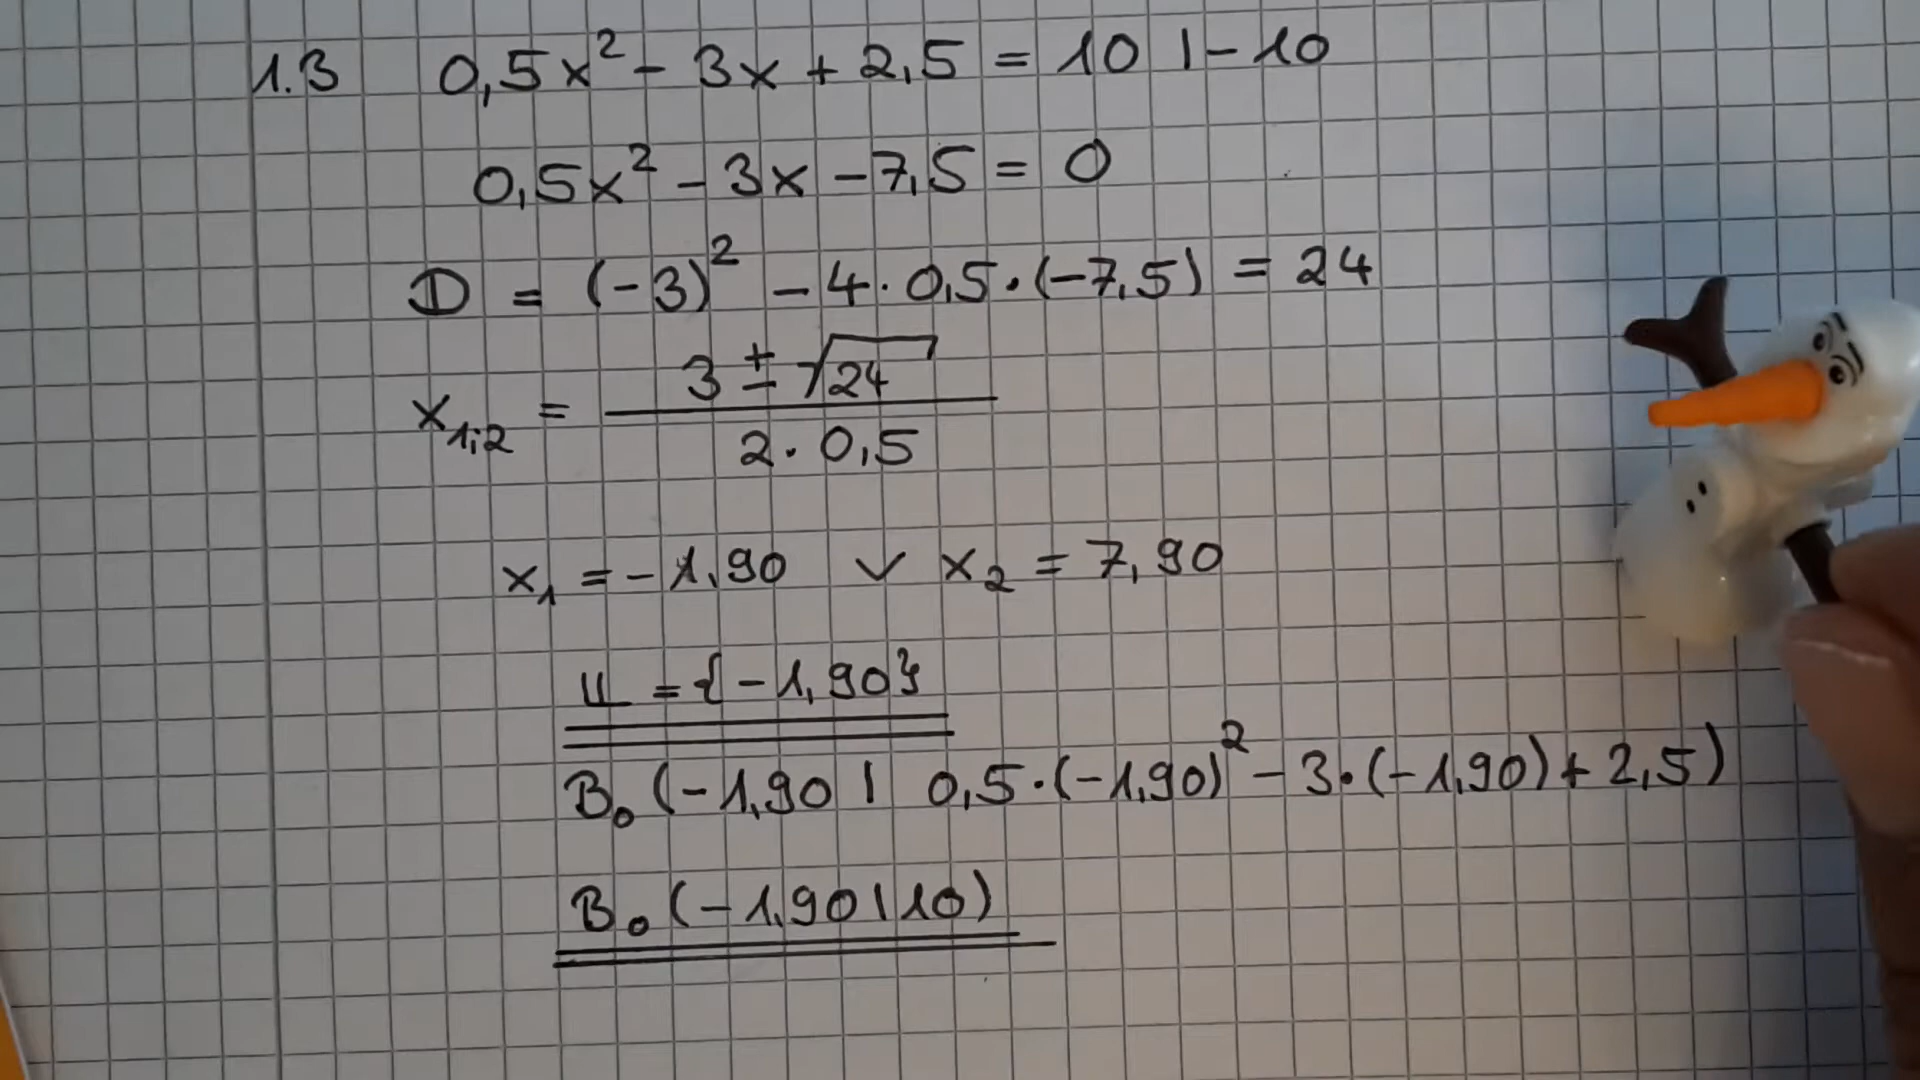 1.3 0,5x² - 3x + 2,5 = 10 | - 10
0,5x² - 3x - 7,5 = 0
D = (-3)² - 4 · 0,5 · (-7,5) = 24
x₁;₂ = (3 ± √24) / (2 · 0,5)
x₁ = -1,90 ∨ x₂ = 7,90
𝕃 = {-1,90}
B₀ (-1,90 | 0,5 · (-1,90)² - 3 · (-1,90) + 2,5)
B₀ (-1,90 | 10)